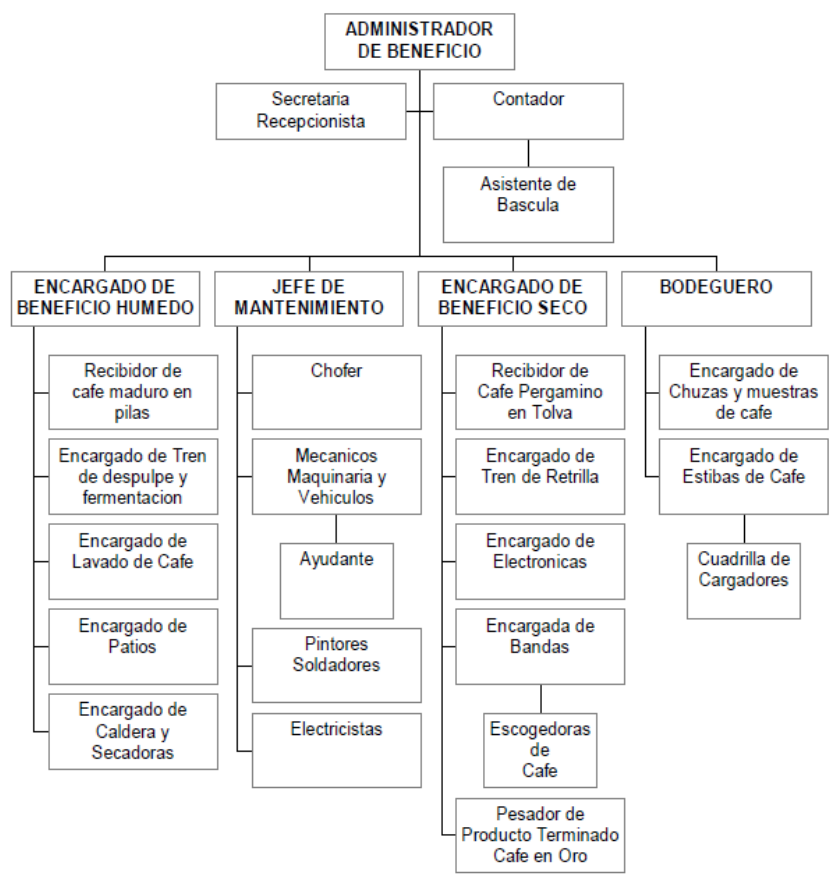 ADMINISTRADOR
DE BENEFICIO
Secretaria
Recepcionista
Contador
Asistente de
Bascula
ENCARGADO DE
BENEFICIO HUMEDO
JEFE DE
MANTENIMIENTO
ENCARGADO DE
BENEFICIO SECO
BODEGUERO
Recibidor de
cafe maduro en
pilas
Encargado de Tren
de despulpe y
fermentacion
Encargado de
Lavado de Cafe
Encargado de
Patios
Encargado de
Caldera y
Secadoras
Chofer
Mecanicos
Maquinaria y
Vehiculos
Ayudante
Pintores
Soldadores
Electricistas
Recibidor de
Cafe Pergamino
en Tolva
Encargado de
Tren de Retrilla
Encargado de
Electronicas
Encargada de
Bandas
Escogedoras
de
Cafe
Pesador de
Producto Terminado
Cafe en Oro
Encargado de
Chuzas y muestras
de cafe
Encargado de
Estibas de Cafe
Cuadrilla de
Cargadores